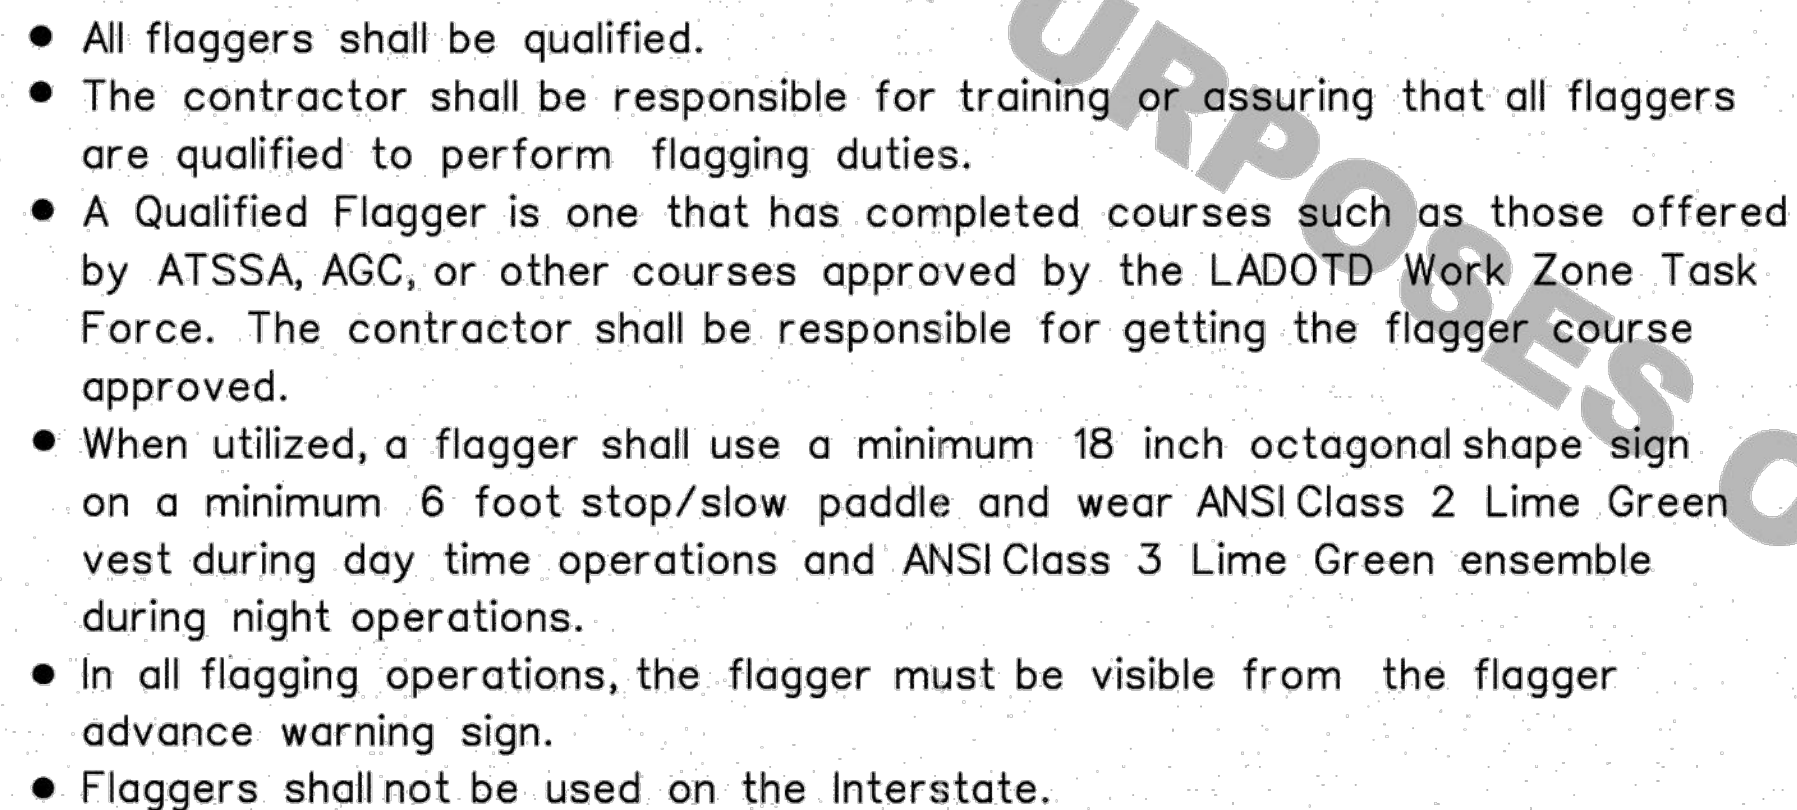 ● All flaggers shall be qualified.
● The contractor shall be responsible for training or assuring that all flaggers
are qualified to perform flagging duties.
● A Qualified Flagger is one that has completed courses such as those offered
by ATSSA, AGC, or other courses approved by the LADOTD Work Zone Task
Force. The contractor shall be responsible for getting the flagger course
approved.
● When utilized, a flagger shall use a minimum 18 inch octagonal shape sign
on a minimum 6 foot stop/slow paddle and wear ANSI Class 2 Lime Green
vest during day time operations and ANSI Class 3 Lime Green ensemble
during night operations.
● In all flagging operations, the flagger must be visible from the flagger
advance warning sign.
● Flaggers shall not be used on the Interstate.
URPOSES